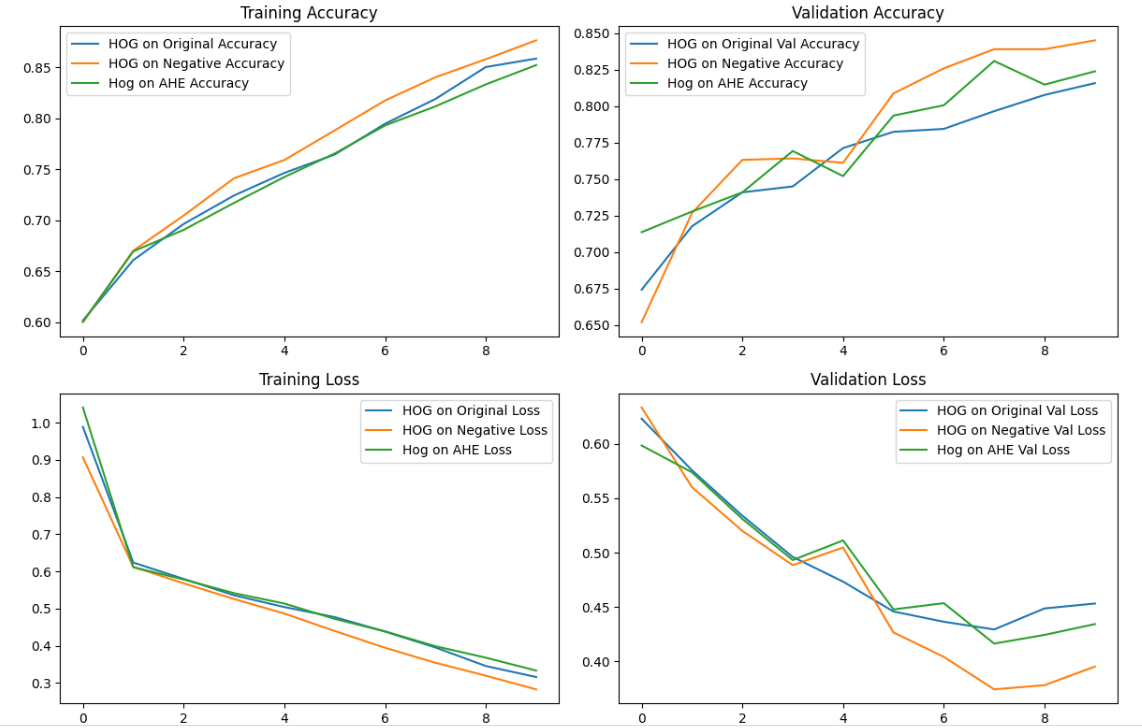 Training Accuracy
HOG on Original Accuracy
HOG on Negative Accuracy
Hog on AHE Accuracy
0.85
0.80
0.75
0.70
0.65
0.60
0 2 4 6 8
Validation Accuracy
HOG on Original Val Accuracy
HOG on Negative Accuracy
Hog on AHE Accuracy
0.850
0.825
0.800
0.775
0.750
0.725
0.700
0.675
0.650
0 2 4 6 8
Training Loss
HOG on Original Loss
HOG on Negative Loss
Hog on AHE Loss
1.0
0.9
0.8
0.7
0.6
0.5
0.4
0.3
0 2 4 6 8
Validation Loss
HOG on Original Val Loss
HOG on Negative Val Loss
Hog on AHE Val Loss
0.60
0.55
0.50
0.45
0.40
0 2 4 6 8